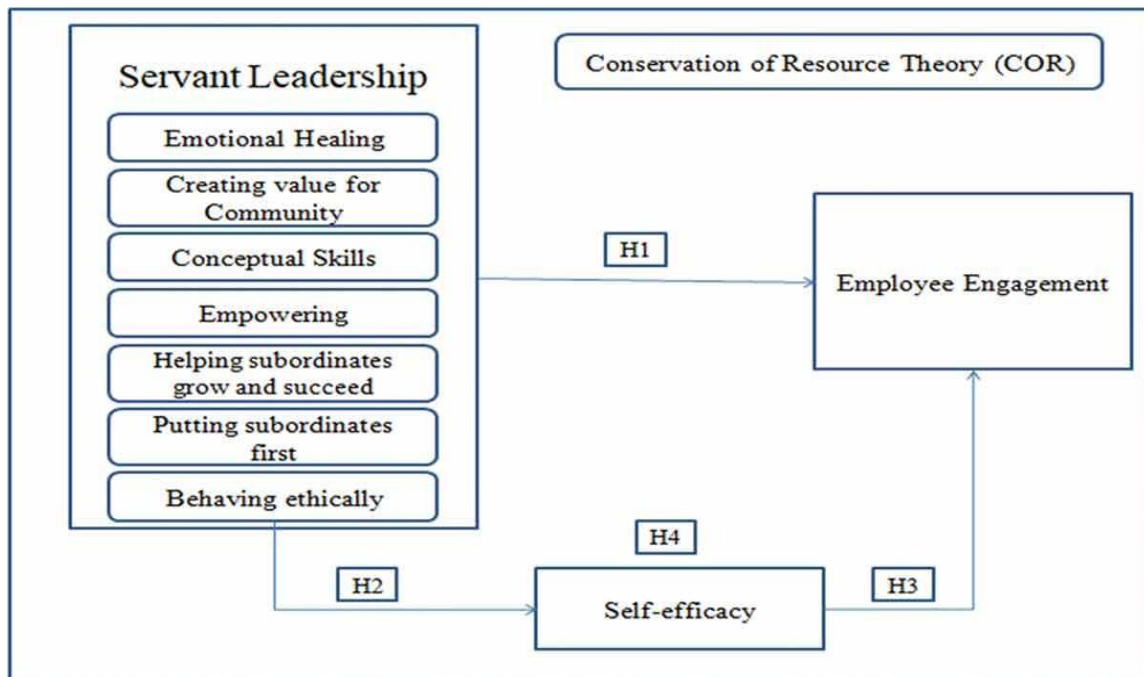 Servant Leadership
Emotional Healing
Creating value for
Community
Conceptual Skills
Empowering
Helping subordinates
grow and succeed
Putting subordinates
first
Behaving ethically
Conservation of Resource Theory (COR)
H1
Employee Engagement
H4
H2
Self-efficacy
H3